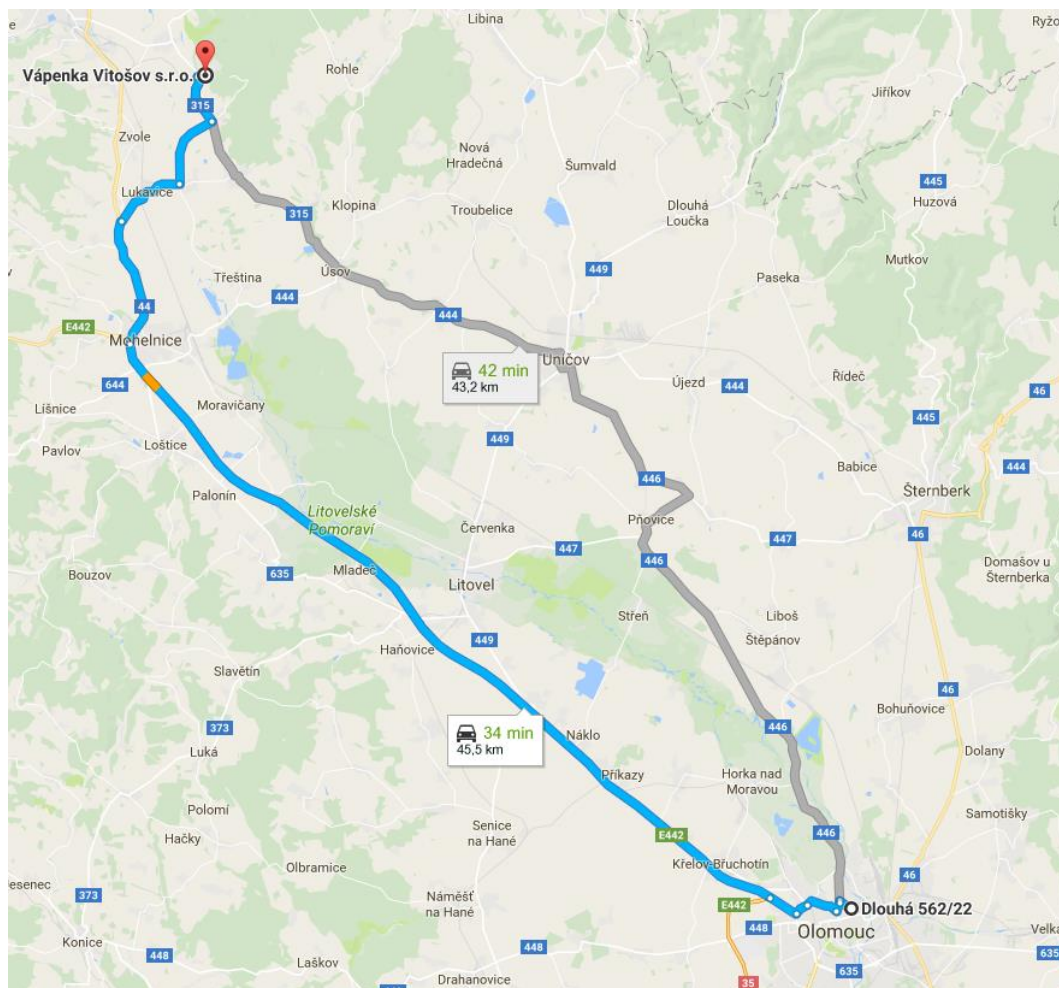 Libina
Ryžo
Vápenka Vitošov s.r.o.
Rohle
Jiříkov
315
Zvole
Nová
Hradečná
Šumvald
445
Lukavice
Klopina
Troubelice
Dlouhá
Loučka
Huzová
315
Mutkov
Třeština
Úsov
449
Paseka
444
44
444
E442
Mohelnice
Uničov
42 min
43,2 km
644
Újezd
444
Řídeč
46
Líšnice
Moravičany
445
Pavlov
Loštice
449
Babice
444
446
Palonín
Šternberk
Litovelské
Pomoraví
Červenka
Pňovice
447
447
46
446
Bouzov
635
Mladeč
Litovel
Domašov u
Šternberka
Střeň
Liboš
Štěpánov
Haňovice
449
Slavětín
46
373
Bohuňovice
446
34 min
45,5 km
Náklo
Luká
Dolany
Příkazy
Horka nad
Moravou
Polomí
Samotišky
Hačky
Senice
na Hané
E442
446
Křelov-Břuchotín
46
Olbramice
esenec
373
Náměšť
na Hané
E442
Dlouhá 562/22
448
Olomouc
Velká
Konice
448
448
Laškov
635
Drahanovice
35